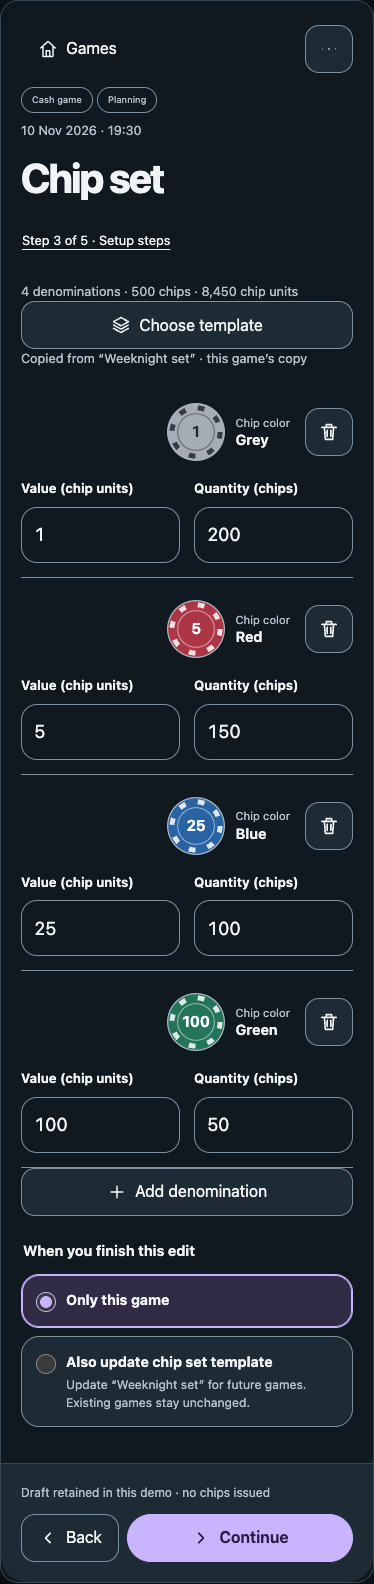 Games
Cash game
Planning
10 Nov 2026 · 19:30
Chip set
Step 3 of 5 · Setup steps
4 denominations · 500 chips · 8,450 chip units
Choose template
Copied from “Weeknight set” · this game’s copy
1
Chip color
Grey
Value (chip units)
Quantity (chips)
1
200
5
Chip color
Red
Value (chip units)
Quantity (chips)
5
150
25
Chip color
Blue
Value (chip units)
Quantity (chips)
25
100
100
Chip color
Green
Value (chip units)
Quantity (chips)
100
50
Add denomination
When you finish this edit
Only this game
Also update chip set template
Update “Weeknight set” for future games.
Existing games stay unchanged.
Draft retained in this demo · no chips issued
Back
Continue